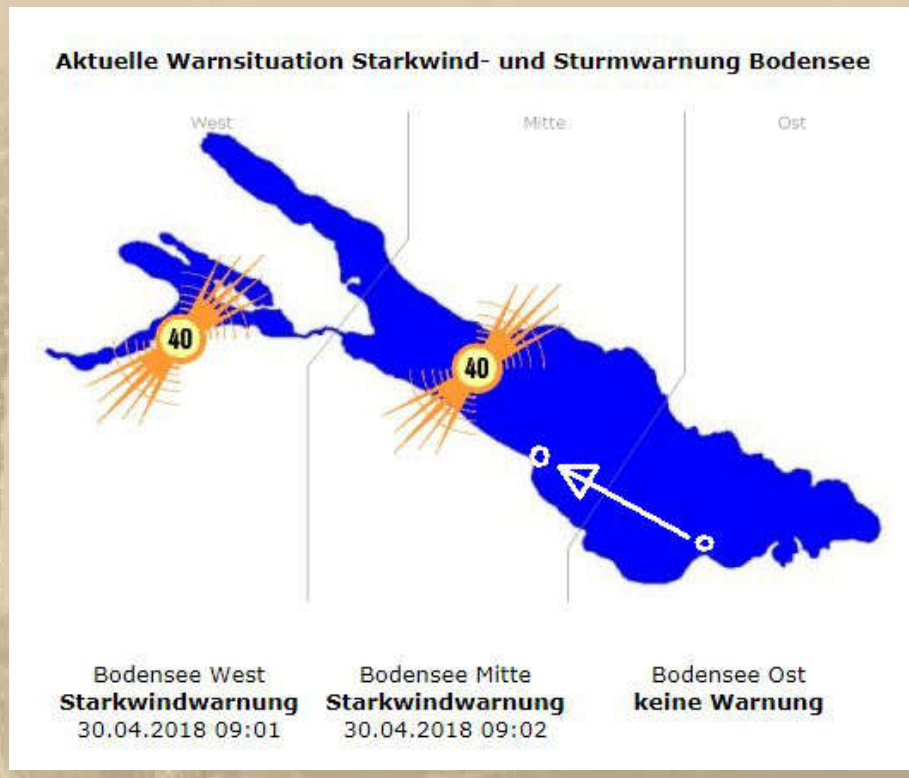 Aktuelle Warnsituation Starkwind- und Sturmwarnung Bodensee
West
Mitte
Ost
40
40
Bodensee West
Starkwindwarnung
30.04.2018 09:01
Bodensee Mitte
Starkwindwarnung
30.04.2018 09:02
Bodensee Ost
keine Warnung